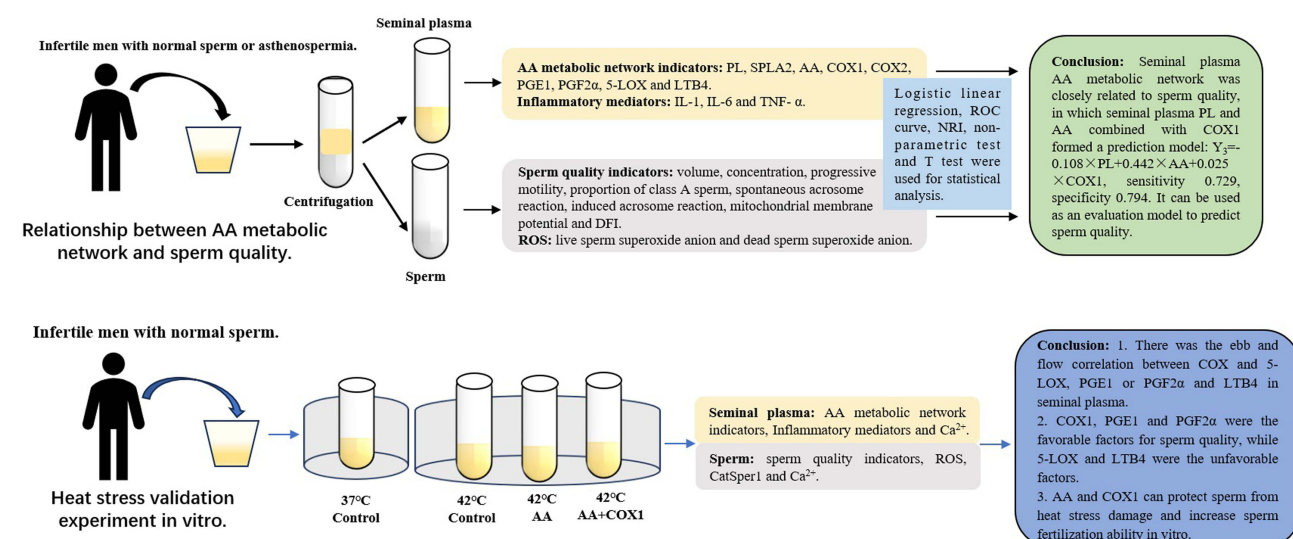 Seminal plasma
Infertile men with normal sperm or asthenospermia.
Centrifugation
Relationship between AA metabolic
network and sperm quality.
Sperm
AA metabolic network indicators: PL, SPLA2, AA, COX1, COX2,
PGE1, PGF2α, 5-LOX and LTB4.
Inflammatory mediators: IL-1, IL-6 and TNF- α.
Sperm quality indicators: volume, concentration, progressive
motility, proportion of class A sperm, spontaneous acrosome
reaction, induced acrosome reaction, mitochondrial membrane
potential and DFI.
ROS: live sperm superoxide anion and dead sperm superoxide anion.
Logistic linear
regression, ROC
curve, NRI, non-
parametric test
and T test were
used for statistical
analysis.
Conclusion: Seminal plasma
AA metabolic network was
closely related to sperm quality,
in which seminal plasma PL and
AA combined with COX1
formed a prediction model: Y₃=-
0.108×PL+0.442×AA+0.025
×COX1, sensitivity 0.729,
specificity 0.794. It can be used
as an evaluation model to predict
sperm quality.
Infertile men with normal sperm.
Heat stress validation
experiment in vitro.
37℃
Control
42℃
Control
42℃
AA
42℃
AA+COX1
Seminal plasma: AA metabolic network
indicators, Inflammatory mediators and Ca²⁺.
Sperm: sperm quality indicators, ROS,
CatSper1 and Ca²⁺.
Conclusion: 1. There was the ebb and
flow correlation between COX and 5-
LOX, PGE1 or PGF2α and LTB4 in
seminal plasma.
2. COX1, PGE1 and PGF2α were the
favorable factors for sperm quality, while
5-LOX and LTB4 were the unfavorable
factors.
3. AA and COX1 can protect sperm from
heat stress damage and increase sperm
fertilization ability in vitro.